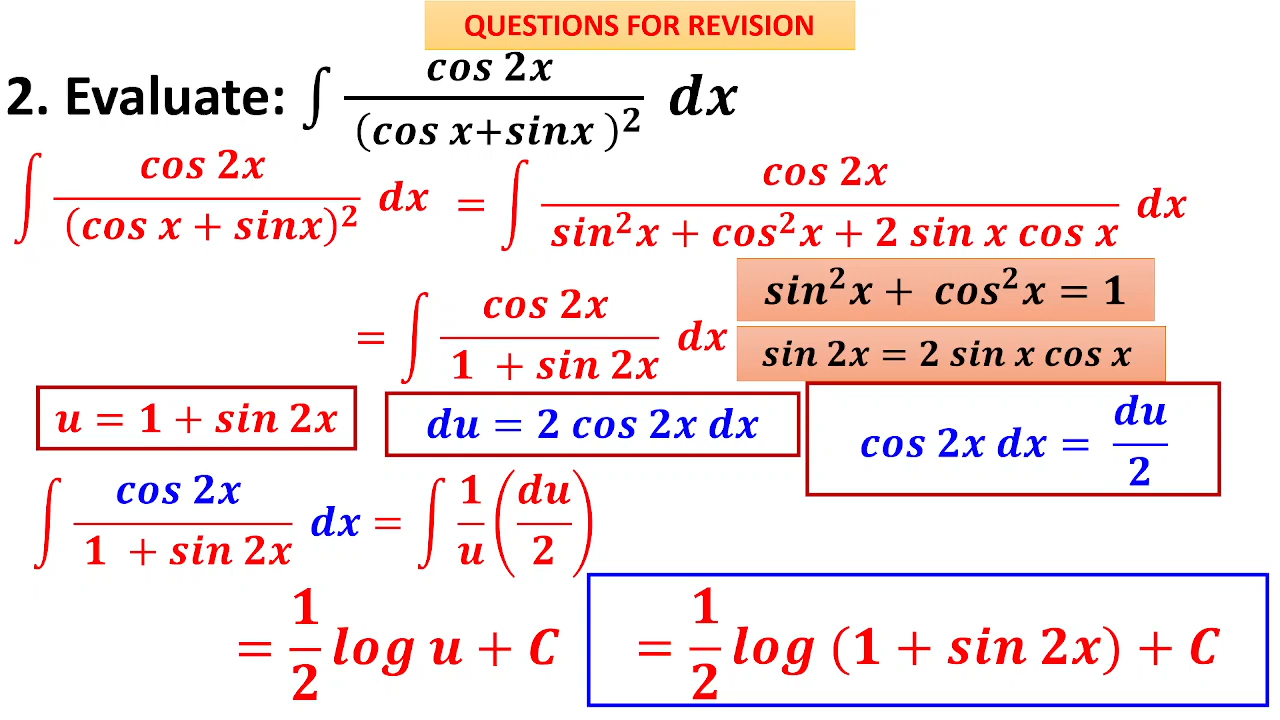 QUESTIONS FOR REVISION
2. Evaluate: ∫ cos 2x / (cos x+sinx )² dx
∫ cos 2x / (cos x + sinx)² dx = ∫ cos 2x / sin²x + cos²x + 2 sin x cos x dx
= ∫ cos 2x / 1 + sin 2x dx
sin²x + cos²x = 1
sin 2x = 2 sin x cos x
u = 1 + sin 2x
du = 2 cos 2x dx
cos 2x dx = du/2
∫ cos 2x / 1 + sin 2x dx = ∫ 1/u (du/2)
= 1/2 log u + C
= 1/2 log (1 + sin 2x) + C